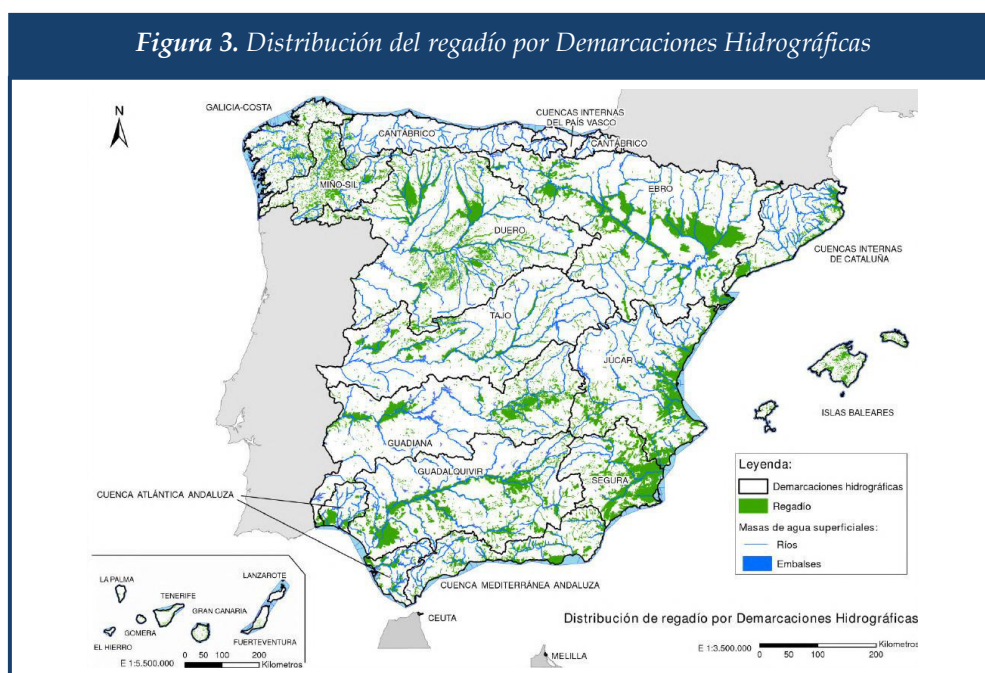 Figura 3. Distribución del regadío por Demarcaciones Hidrográficas
N
GALICIA-COSTA
CANTÁBRICO
CUENCAS INTERNAS
DEL PAÍS VASCO
CANTÁBRICO
MIÑO-SIL
EBRO
DUERO
CUENCAS INTERNAS
DE CATALUÑA
TAJO
JUCAR
ISLAS BALEARES
GUADIANA
GUADALQUIVIR
SEGURA
CUENCA ATLÁNTICA ANDALUZA
CUENCA MEDITERRÁNEA ANDALUZA
CEUTA
MELILLA
Leyenda:
Demarcaciones hidrográficas
Regadío
Masas de agua superficiales:
Ríos
Embalses
LA PALMA
LANZAROTE
TENERIFE
GRAN CANARIA
GOMERA
EL HIERRO
FUERTEVENTURA
0 50 100 200
E 1:5.500.000 Kilometros
Distribución de regadío por Demarcaciones Hidrográficas
E 1:3.500.000 Kilometros
0 50 100 200